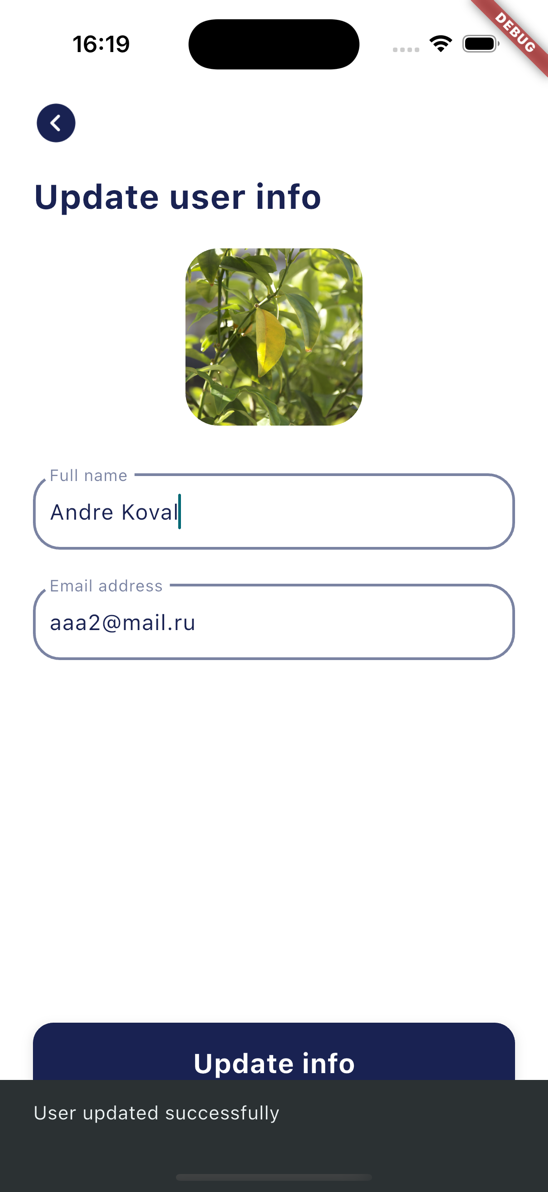 16:19
DEBUG
Update user info
Full name
Andre Koval
Email address
aaa2@mail.ru
Update info
User updated successfully